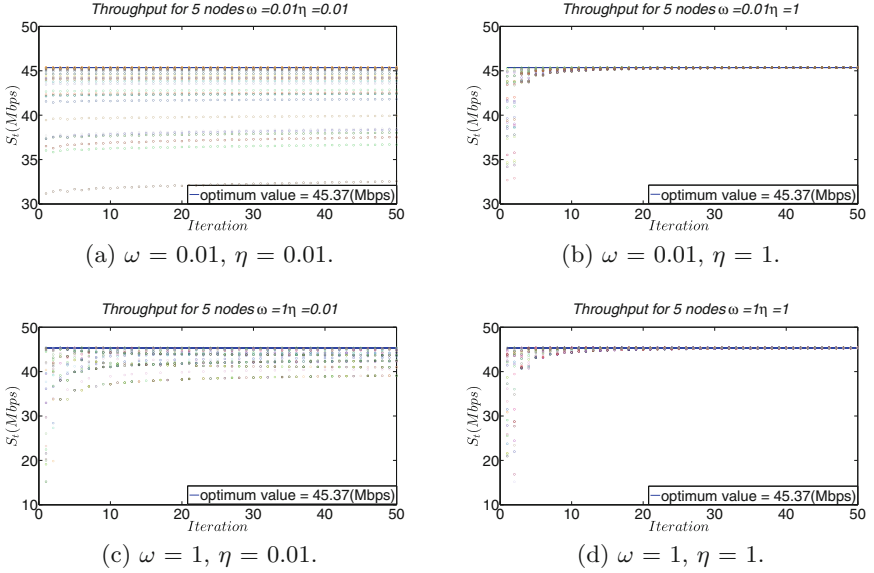 Throughput for 5 nodes ω =0.01η =0.01
50
45
40
35
30
S_t(Mbps)
0 10 20 30 40 50
Iteration
optimum value = 45.37(Mbps)
(a) ω = 0.01, η = 0.01.
Throughput for 5 nodes ω =0.01η =1
50
45
40
35
30
S_t(Mbps)
0 10 20 30 40 50
Iteration
optimum value = 45.37(Mbps)
(b) ω = 0.01, η = 1.
Throughput for 5 nodes ω =1η =0.01
50
40
30
20
10
S_t(Mbps)
0 10 20 30 40 50
Iteration
optimum value = 45.37(Mbps)
(c) ω = 1, η = 0.01.
Throughput for 5 nodes ω =1η =1
50
40
30
20
10
S_t(Mbps)
0 10 20 30 40 50
Iteration
optimum value = 45.37(Mbps)
(d) ω = 1, η = 1.